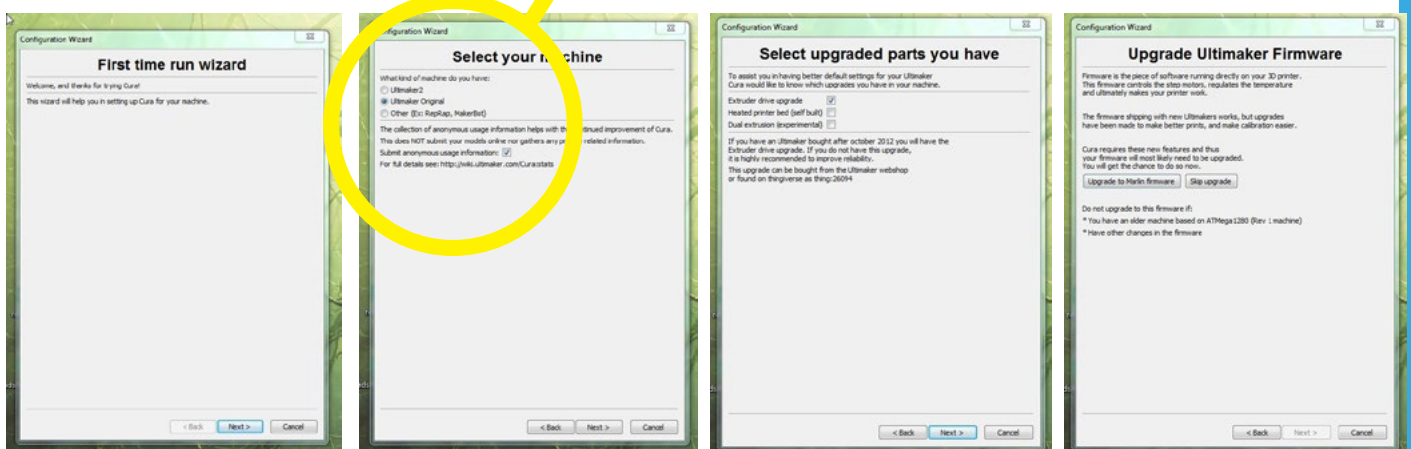 Configuration Wizard
First time run wizard
Welcome, and thanks for trying Cura!
This wizard will help you in setting up Cura for your machine.
< Back Next > Cancel
nfiguration Wizard
Select your machine
What kind of machine do you have:
Ultimaker2
Ultimaker Original
Other (Ex: RepRap, MakerBot)
The collection of anonymous usage information helps with the continued improvement of Cura.
This does NOT submit your models online nor gathers any related information.
Submit anonymous usage information:
For full details see: http://wiki.ultimaker.com/Cura:stats
< Back Next > Cancel
Configuration Wizard
Select upgraded parts you have
To assist you in having better default settings for your Ultimaker
Cura would like to know which upgrades you have in your machine.
Extruder drive upgrade
Heated printer bed (self built)
Dual extrusion (experimental)
If you have an Ultimaker bought after october 2012 you will have the
Extruder drive upgrade. If you do not have this upgrade,
it is highly recommended to improve reliability.
This upgrade can be bought from the Ultimaker webshop
or found on thingiverse as thing:26094
< Back Next > Cancel
Configuration Wizard
Upgrade Ultimaker Firmware
Firmware is the piece of software running directly on your 3D printer.
This firmware controls the step motors, regulates the temperature
and ultimately makes your printer work.
The firmware shipping with new Ultimakers works, but upgrades
have been made to make better prints, and make calibration easier.
Cura requires these new features and thus
your firmware will most likely need to be upgraded.
You will get the chance to do so now.
Upgrade to Marlin firmware Skip upgrade
Do not upgrade to this firmware if:
* You have an older machine based on ATMega1280 (Rev 1 machine)
* Have other changes in the firmware
< Back Next > Cancel